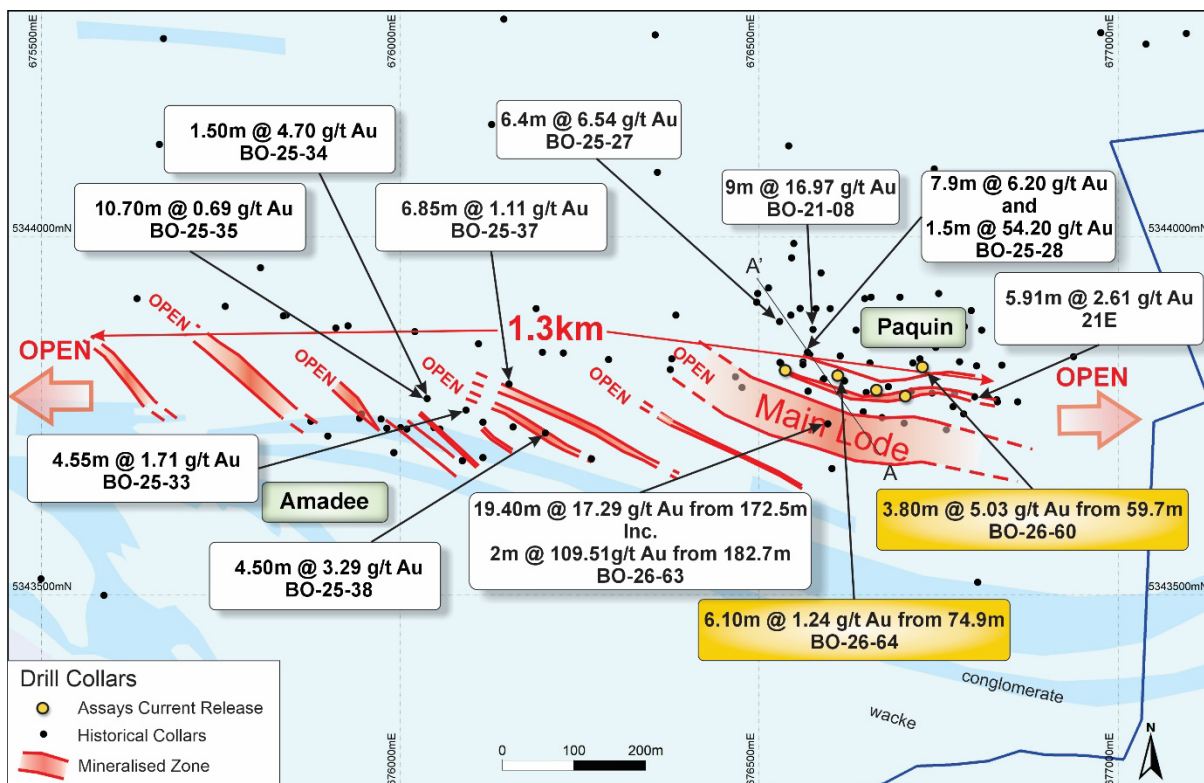 675500mE
676000mE
676500mE
677000mE
1.50m @ 4.70 g/t Au
BO-25-34
6.4m @ 6.54 g/t Au
BO-25-27
10.70m @ 0.69 g/t Au
BO-25-35
6.85m @ 1.11 g/t Au
BO-25-37
9m @ 16.97 g/t Au
BO-21-08
7.9m @ 6.20 g/t Au
and
1.5m @ 54.20 g/t Au
BO-25-28
5344000mN
5344000mN
A'
5.91m @ 2.61 g/t Au
21E
Paquin
OPEN
1.3km
OPEN
OPEN
OPEN
OPEN
OPEN
OPEN
OPEN
Main Lode
A
4.55m @ 1.71 g/t Au
BO-25-33
Amadee
19.40m @ 17.29 g/t Au from 172.5m
Inc.
2m @ 109.51g/t Au from 182.7m
BO-26-63
3.80m @ 5.03 g/t Au from 59.7m
BO-26-60
4.50m @ 3.29 g/t Au
BO-25-38
5343500mN
5343500mN
6.10m @ 1.24 g/t Au from 74.9m
BO-26-64
Drill Collars
Assays Current Release
Historical Collars
Mineralised Zone
conglomerate
wacke
0 100 200m
N
676000mE
676500mE
677000mE